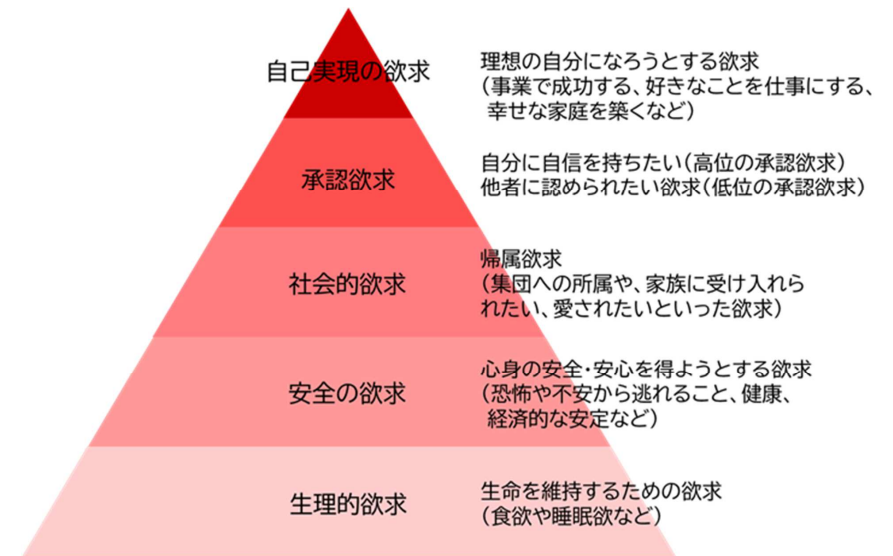 自己実現の欲求
理想の自分になろうとする欲求
（事業で成功する、好きなことを仕事にする、
幸せな家庭を築くなど）
承認欲求
自分に自信を持ちたい（高位の承認欲求）
他者に認められたい欲求（低位の承認欲求）
社会的欲求
帰属欲求
（集団への所属や、家族に受け入れら
れたい、愛されたいといった欲求）
安全の欲求
心身の安全・安心を得ようとする欲求
（恐怖や不安から逃れること、健康、
経済的な安定など）
生理的欲求
生命を維持するための欲求
（食欲や睡眠欲など）